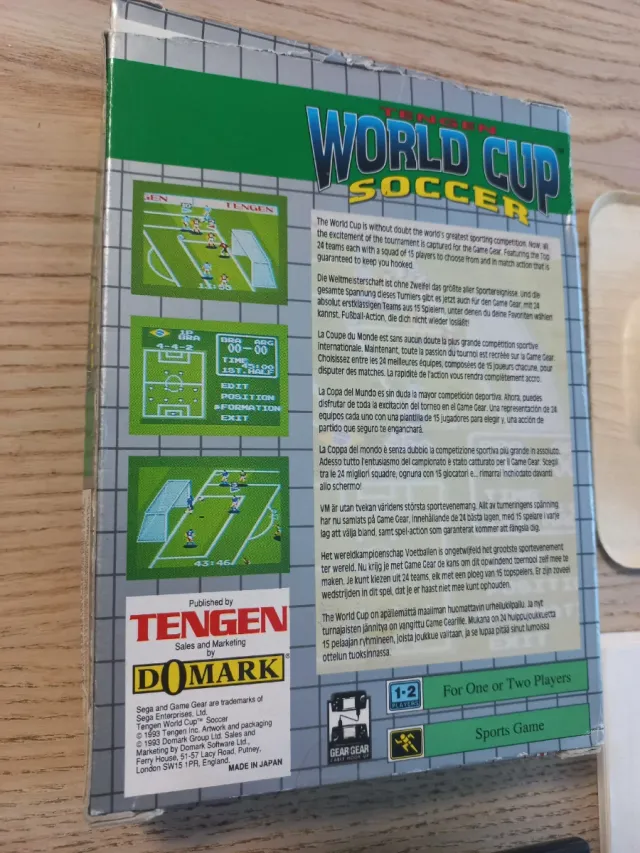 TENGEN
WORLD CUP™
SOCCER
GEN TENGEN
13:55
The World Cup is without doubt the world's greatest sporting competition. Now, all
the excitement of the tournament is captured for the Game Gear. Featuring the Top
24 teams each with a squad of 15 players to choose from and in match action that is
guaranteed to keep you hooked.
Die Weltmeisterschaft ist ohne Zweifel das größte aller Sportereignisse. Und die
gesamte Spannung dieses Turniers gibt es jetzt auch für den Game Gear, mit 24
absolut erstklassigen Teams aus 15 Spielern, unter denen du deine Favoriten wählen
kannst. Fußball-Action, die dich nicht wieder losläßt!
1P
BRA
4-4-2
BRA ARG
00-00
TIME
45:00
1ST.HALF
EDIT
POSITION
▶FORMATION
EXIT
La Coupe du Monde est sans aucun doute la plus grande compétition sportive
internationale. Maintenant, toute la passion du tournoi est recréée sur la Game Gear.
Choisissez entre les 24 meilleures équipes, composées de 15 joueurs chacune, pour
disputer des matches. La rapidité de l'action vous rendra complètement accro.
La Copa del Mundo es sin duda la mayor competición deportiva. Ahora, puedes
disfrutar de toda la excitación del torneo en el Game Gear. Una representación de 24
equipos cada uno con una plantilla de 15 jugadores para elegir y, una acción de
partido que seguro te enganchará.
La Coppa del mondo è senza dubbio la competizione sportiva più grande in assoluto.
Adesso tutto l'entusiasmo del campionato è stato catturato per il Game Gear. Scegli
tra le 24 migliori squadre, ognuna con 15 giocatori e... rimarrai inchiodato davanti
allo schermo!
43:46
VM är utan tvekan världens största sportevenemang. Allt av turneringens spänning
har nu samlats på Game Gear, innehållande de 24 bästa lagen, med 15 spelare i varje
lag att välja bland, samt spel-action som garanterat kommer att fängsla dig.
Het wereldkampioenschap Voetballen is ongetwijfeld het grootste sportevenement
ter wereld. Nu krijg je met Game Gear de kans om dit opwindend toernooi zelf mee te
maken. Je kunt kiezen uit 24 teams, elk met een ploeg van 15 topspelers. Er zijn zoveel
wedstrijden in dit spel, dat je er haast niet mee kunt ophouden.
The World Cup on epäilemättä maailman huomattavin urheilukilpailu. Ja nyt
turnajaisten jännitya on vangittu Game Gearille. Mukana on 24 huippujoukkuetta
15 pelaajan ryhmineen, joista joukkue valitaan, ja se lupaa pitää sinut lumoissa
ottelun tuoksinassa.
Published by
TENGEN
Sales and Marketing
by
DOMARK®
Sega and Game Gear are trademarks of
Sega Enterprises, Ltd.
Tengen World Cup™ Soccer
© 1993 Tengen Inc. Artwork and packaging
© 1993 Domark Group Ltd. Sales and
Marketing by Domark Software Ltd.,
Ferry House, 51-57 Lacy Road, Putney,
London SW15 1PR, England.
MADE IN JAPAN
GEAR GEAR
CABLE HOOK UP
1-2
PLAYERS
For One or Two Players
Sports Game